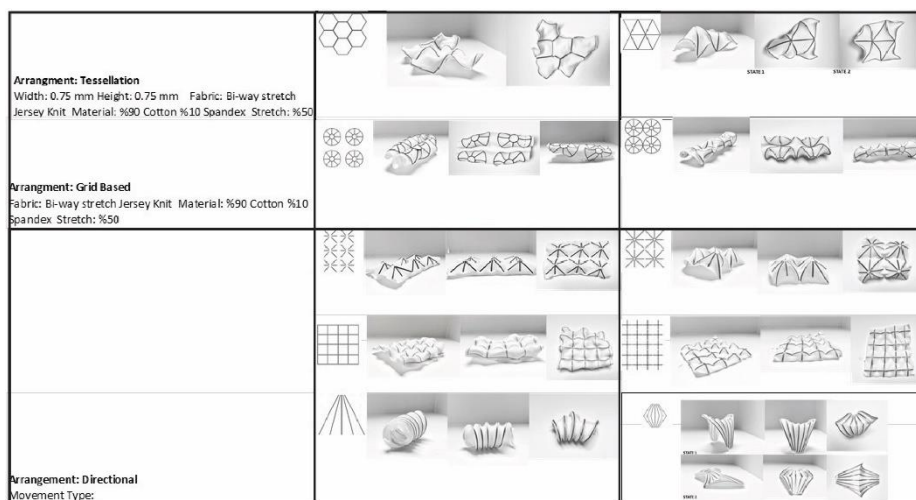 Arrangment: Tessellation
Width: 0.75 mm Height: 0.75 mm Fabric: Bi-way stretch
Jersey Knit Material: %90 Cotton %10 Spandex Stretch: %50
STATE 1
STATE 2
Arrangment: Grid Based
Fabric: Bi-way stretch Jersey Knit Material: %90 Cotton %10
Spandex Stretch: %50
STATE 1
Arrangement: Directional
Movement Type: